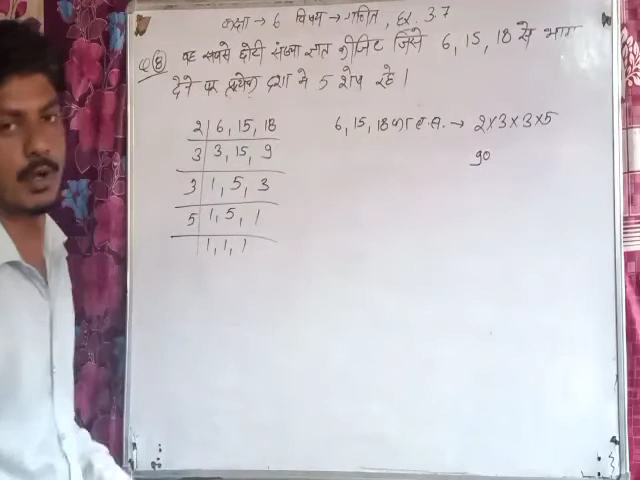 कक्षा → 6 विषय → गणित, Ex. 3.7
Q(8) वह सबसे छोटी संख्या ज्ञात कीजिए जिसे 6, 15, 18 से भाग
देने पर प्रत्येक दशा मे 5 शेष रहे।
2 | 6, 15, 18
3 | 3, 15, 9
3 | 1, 5, 3
5 | 1, 5, 1
1, 1, 1
6, 15, 18 का ल.स. → 2×3×3×5
90